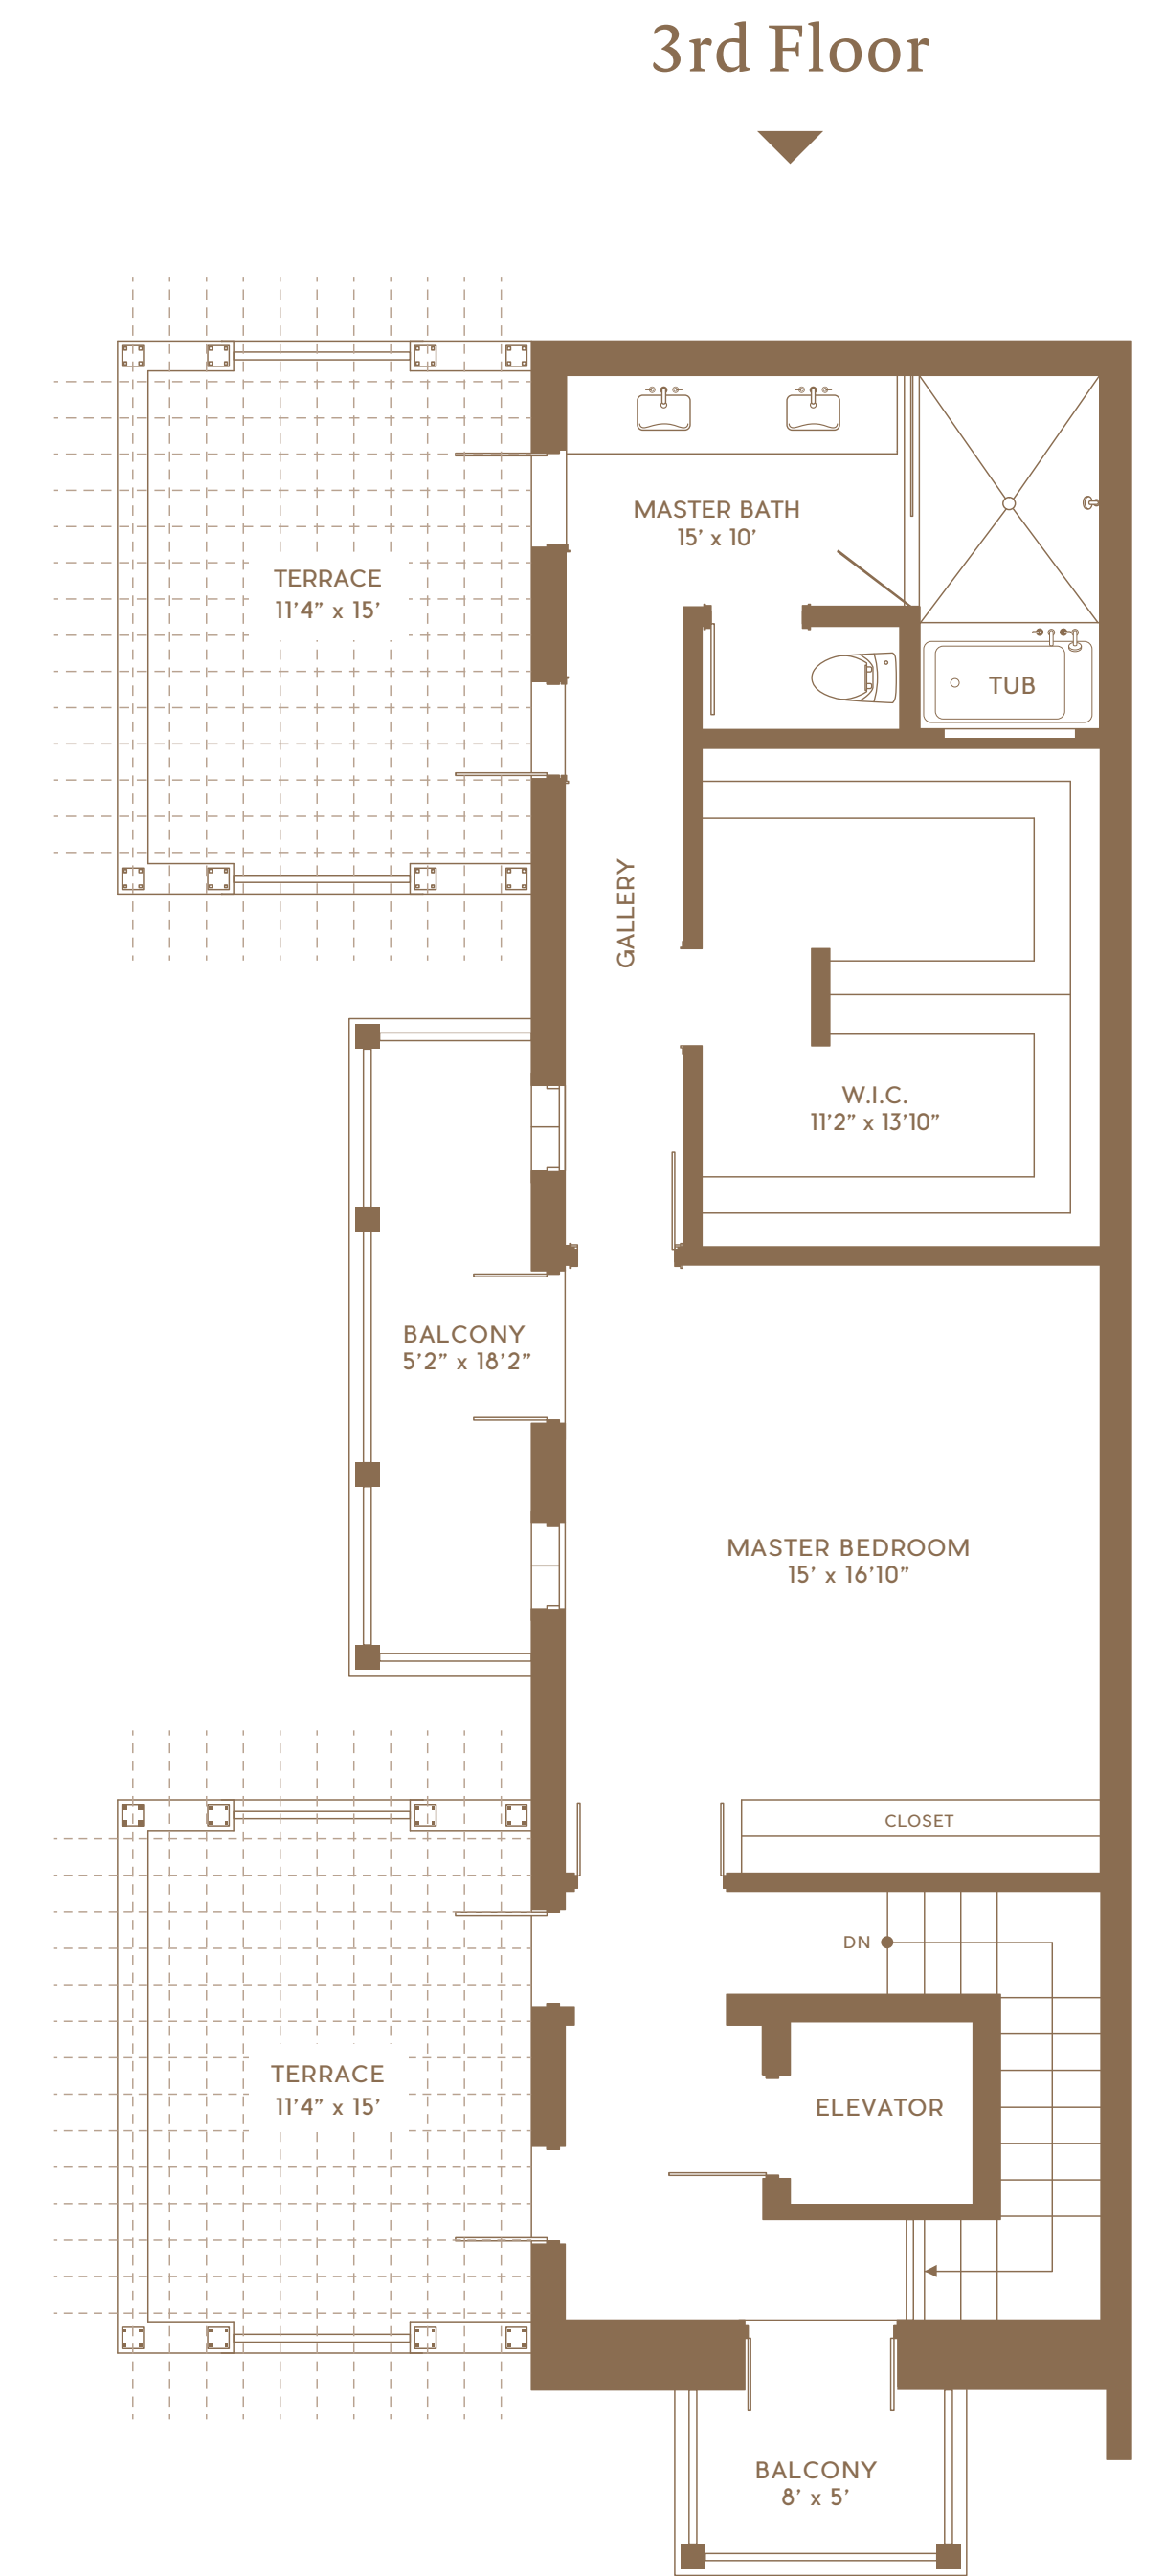 3rd Floor
MASTER BATH
15’ x 10’
TERRACE
11’4” x 15’
TUB
GALLERY
W.I.C.
11’2” x 13’10”
BALCONY
5’2” x 18’2”
MASTER BEDROOM
15’ x 16’10”
CLOSET
DN
TERRACE
11’4” x 15’
ELEVATOR
BALCONY
8’ x 5’